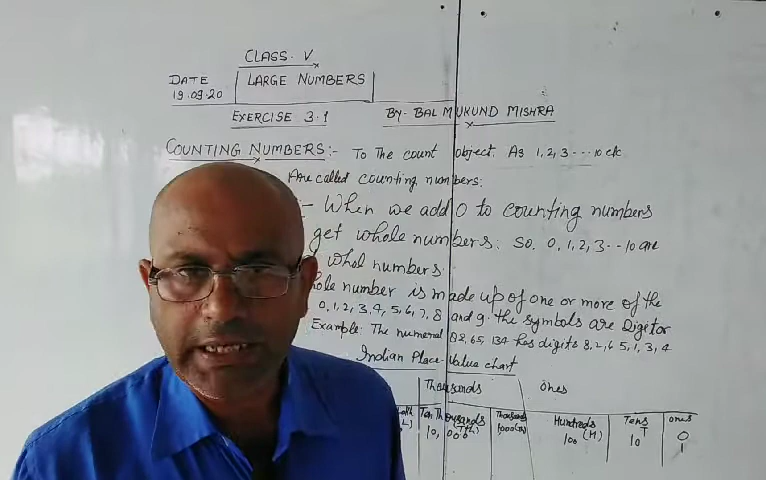 CLASS. V
DATE
19.09.20
LARGE NUMBERS
EXERCISE 3.1
BY- BAL MUKUND MISHRA
COUNTING NUMBERS:- To The count object. As 1, 2, 3 --- 10 etc
Are called counting numbers.
:- When we add 0 to counting numbers
get whole numbers. So. 0, 1, 2, 3 -- 10 are
whol numbers.
hole number is made up of one or more of the
0, 1, 2, 3, 4, 5, 6, 7, 8 and 9. the symbols are Digit or
Example: The numeral 82, 65, 134 has digits 8, 2, 6 5, 1, 3, 4
Indian Place-Value chart
Thousands ones
Ten Thousands Thousands Hundreds Tens ones
10,000 (T Th) 1000 100 (H) 10 T O
1